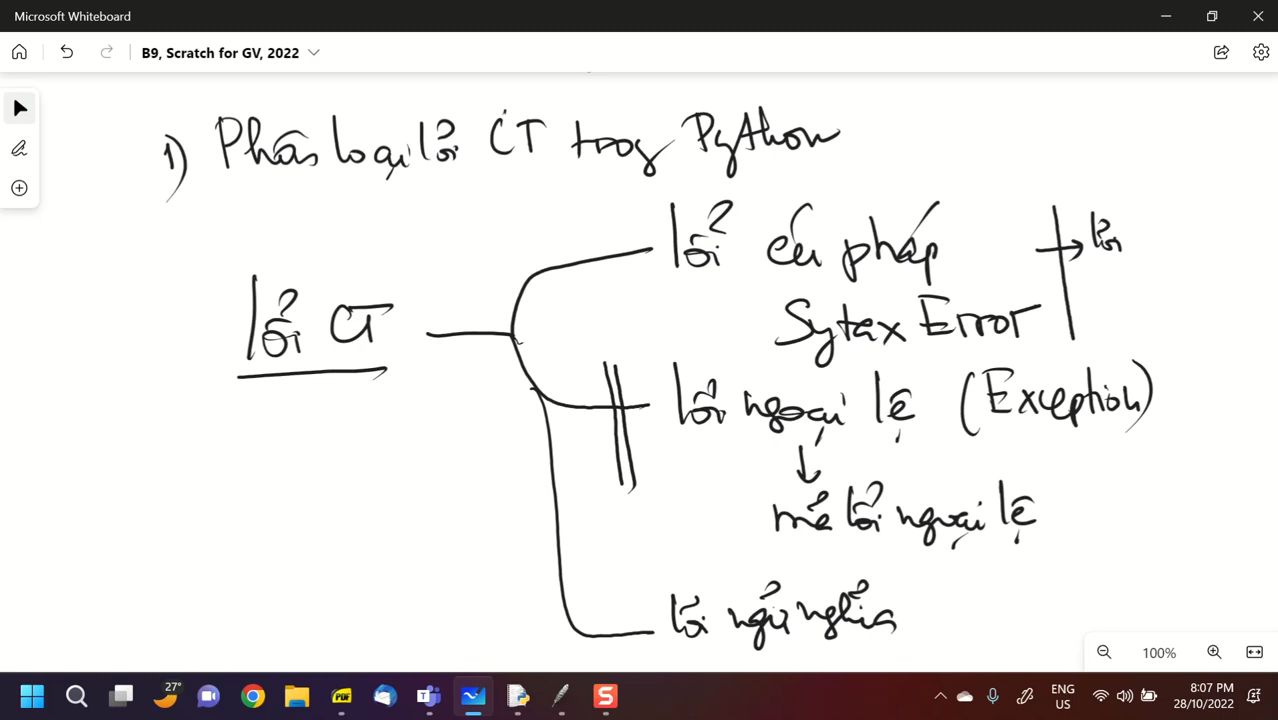 Microsoft Whiteboard
B9, Scratch for GV, 2022
1) Phân loại lỗi CT trong Python
lỗi cú pháp → lỗi
Sytax Error
lỗi CT
lỗi ngoại lệ (Exception)
mã lỗi ngoại lệ
lỗi ngữ nghĩa
100%
27°
PDF
S
ENG
US
8:07 PM
28/10/2022